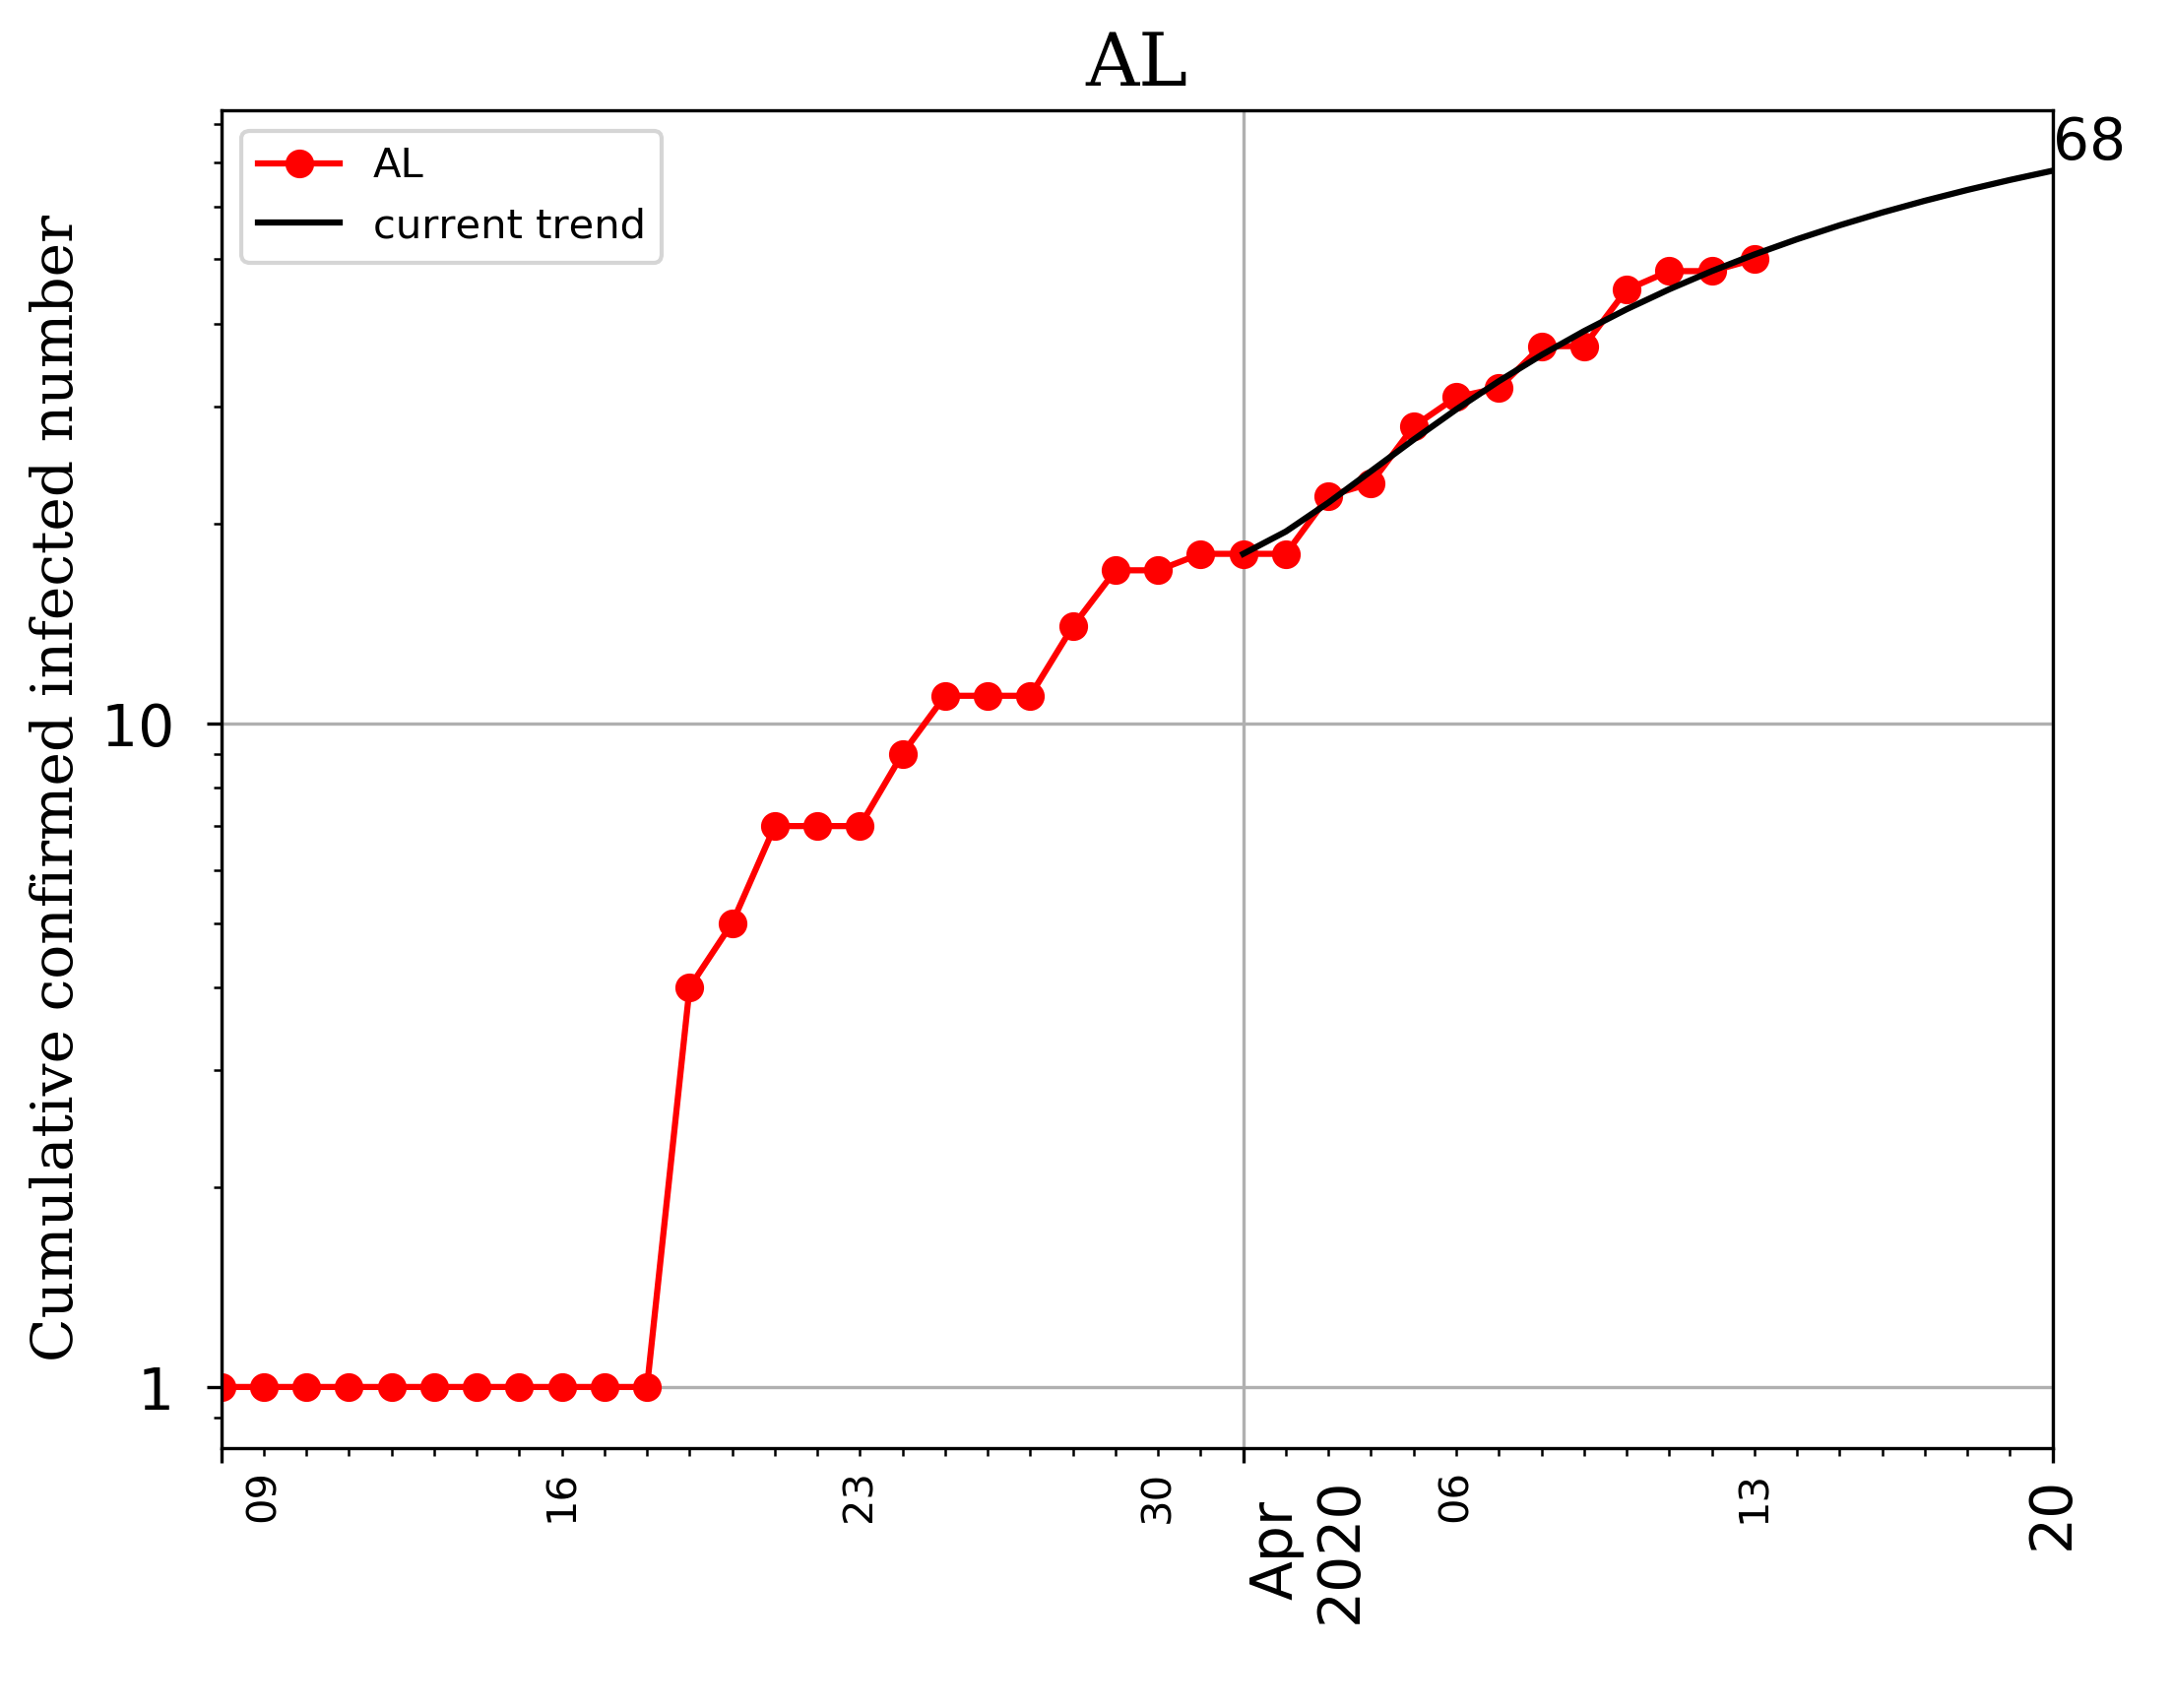 AL
68
AL
current trend
Cumulative confirmed infected number
10
1
09
16
23
30
Apr
2020
06
13
20